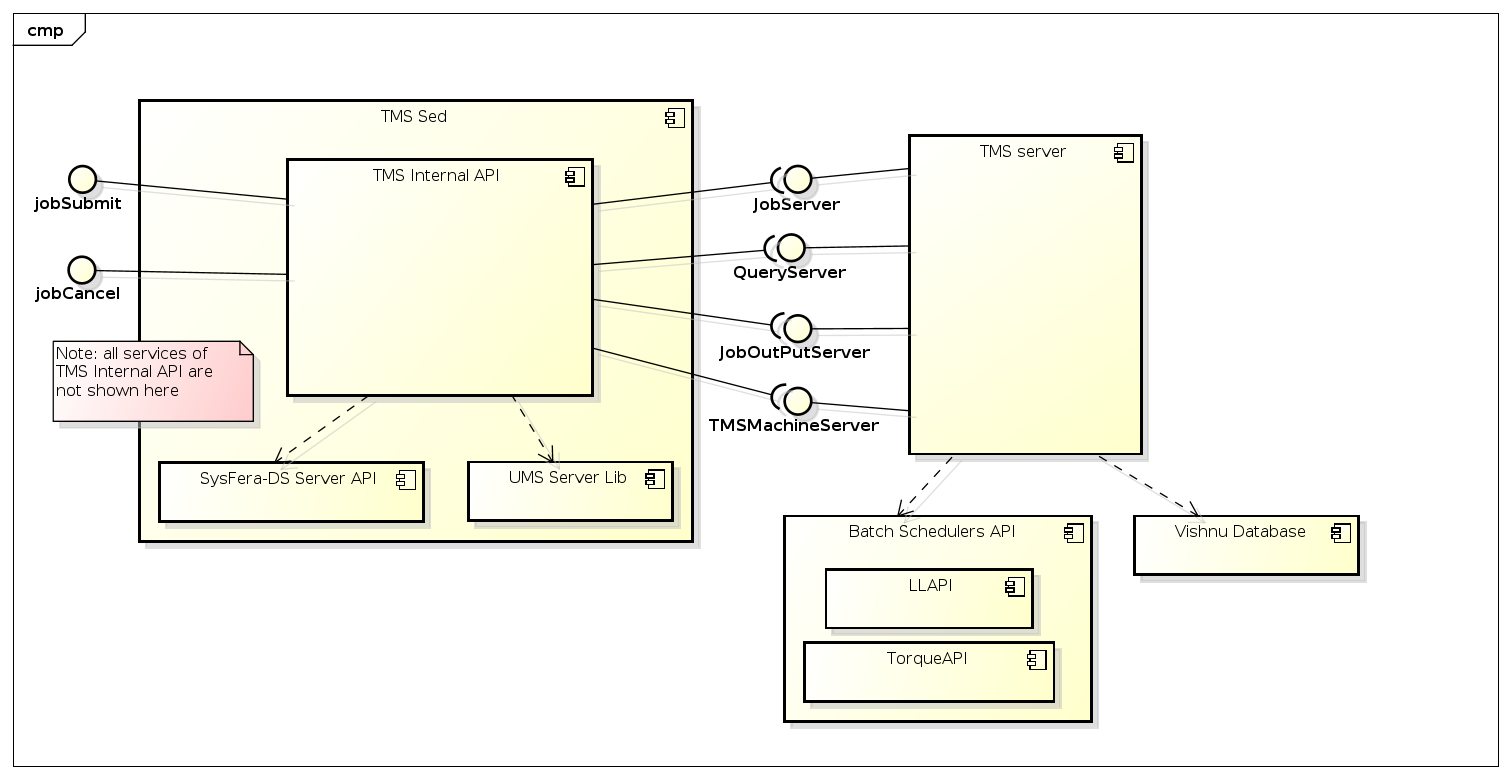 cmp
TMS Sed
TMS Internal API
jobSubmit
jobCancel
Note: all services of
TMS Internal API are
not shown here
SysFera-DS Server API
UMS Server Lib
JobServer
QueryServer
JobOutPutServer
TMSMachineServer
TMS server
Batch Schedulers API
LLAPI
TorqueAPI
Vishnu Database